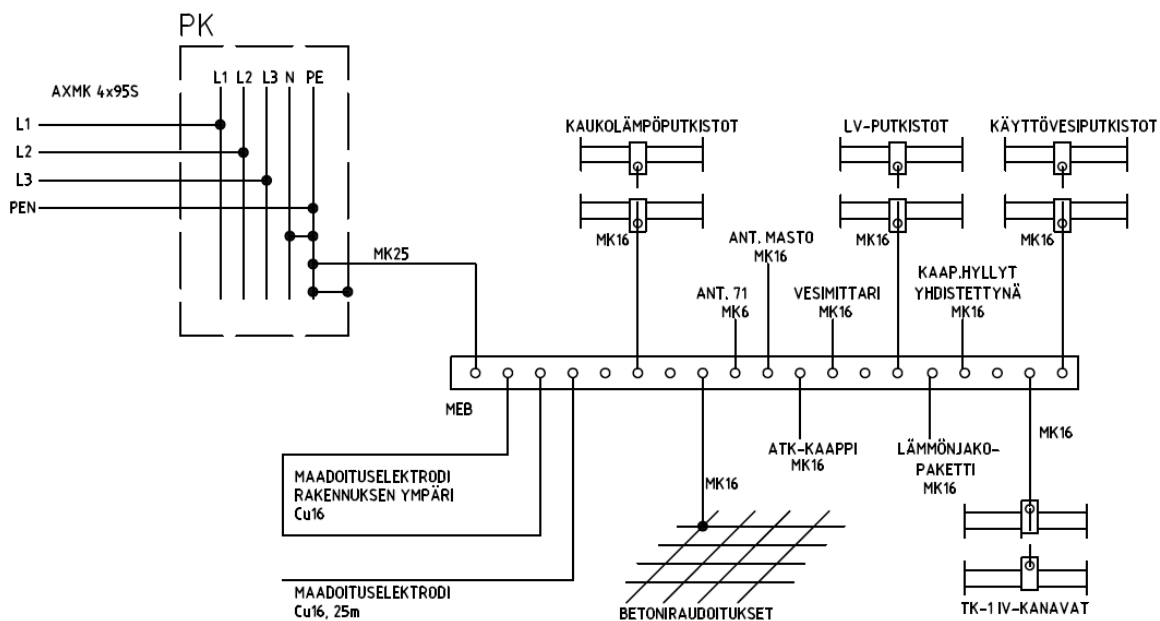 PK
L1 L2 L3 N PE
AXMK 4x95S
L1
L2
L3
PEN
MK25
KAUKOLÄMPÖPUTKISTOT
LV-PUTKISTOT
KÄYTTÖVESIPUTKISTOT
MK16
ANT. MASTO
MK16
MK16
MK16
ANT. 71
MK6
VESIMITTARI
MK16
KAAP.HYLLYT
YHDISTETTYNÄ
MK16
MEB
MAADOITUSELEKTRODI
RAKENNUKSEN YMPÄRI
Cu16
MAADOITUSELEKTRODI
Cu16, 25m
MK16
BETONIRAUDOITUKSET
ATK-KAAPPI
MK16
LÄMMÖNJAKO-
PAKETTI
MK16
MK16
TK-1 IV-KANAVAT